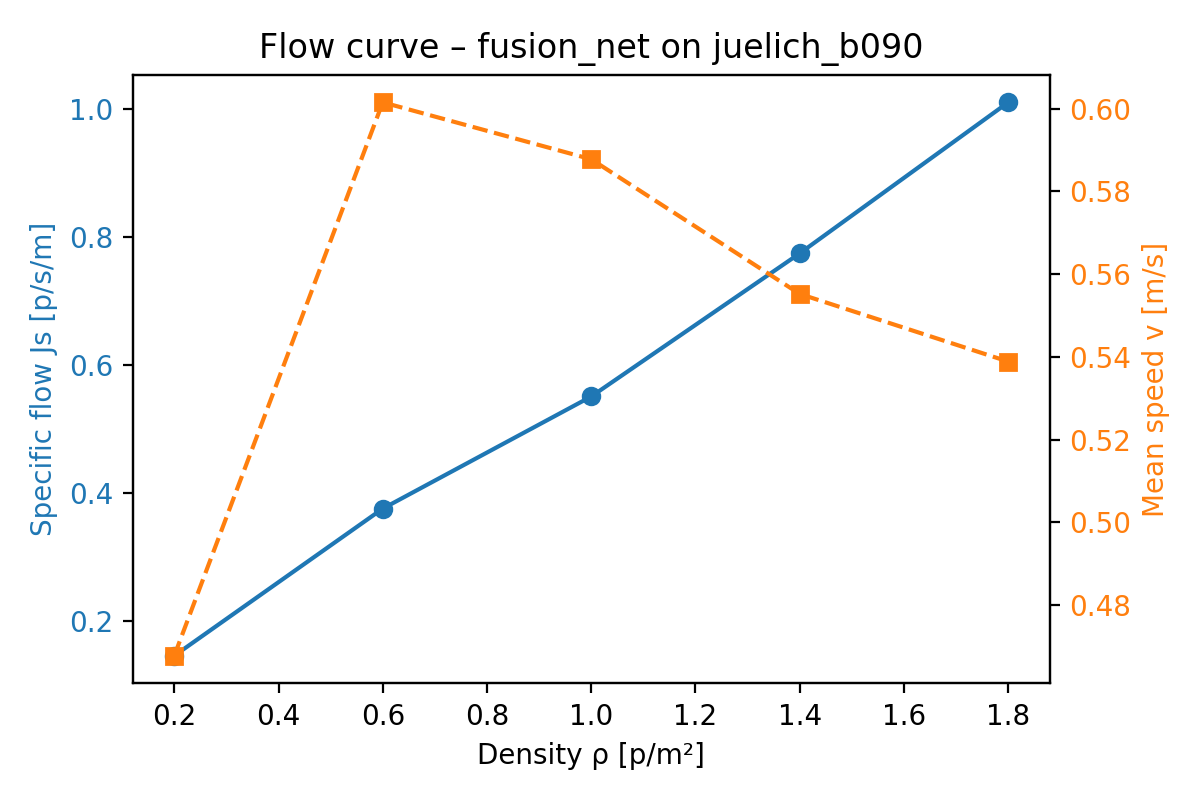 Flow curve – fusion_net on juelich_b090
1.0
0.8
0.6
0.4
0.2
Specific flow Js [p/s/m]
0.60
0.58
0.56
0.54
0.52
0.50
0.48
Mean speed v [m/s]
0.2 0.4 0.6 0.8 1.0 1.2 1.4 1.6 1.8
Density ρ [p/m²]